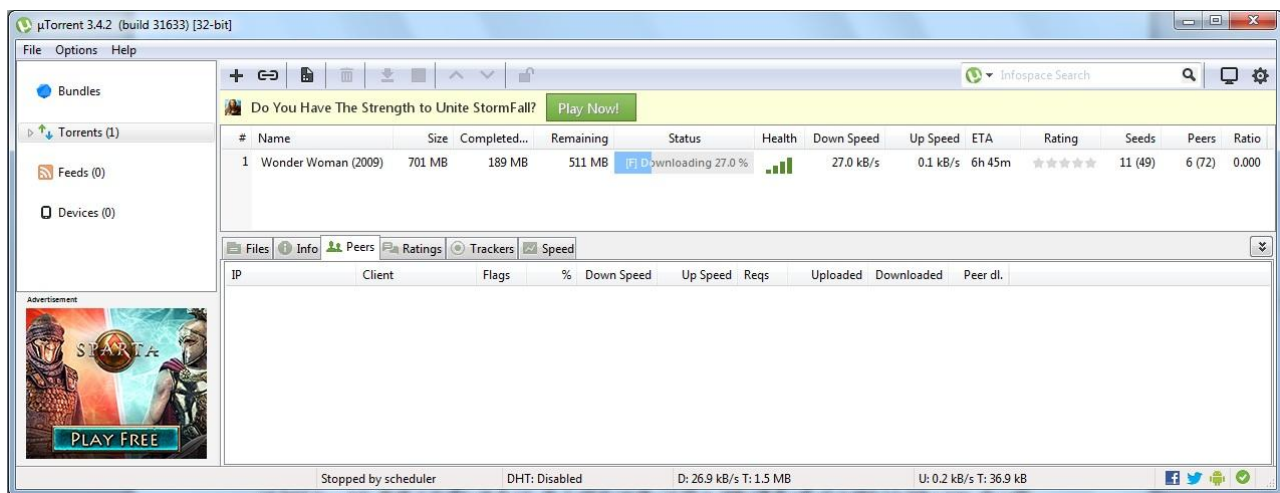 µTorrent 3.4.2 (build 31633) [32-bit]
File Options Help
Bundles
Torrents (1)
Feeds (0)
Devices (0)
Infospace Search
Do You Have The Strength to Unite StormFall? Play Now!
# Name Size Completed... Remaining Status Health Down Speed Up Speed ETA Rating Seeds Peers Ratio
1 Wonder Woman (2009) 701 MB 189 MB 511 MB [F] Downloading 27.0 % 27.0 kB/s 0.1 kB/s 6h 45m 11 (49) 6 (72) 0.000
Files Info Peers Ratings Trackers Speed
IP Client Flags % Down Speed Up Speed Reqs Uploaded Downloaded Peer dl.
Advertisement
SPARTA
PLAY FREE
Stopped by scheduler DHT: Disabled D: 26.9 kB/s T: 1.5 MB U: 0.2 kB/s T: 36.9 kB